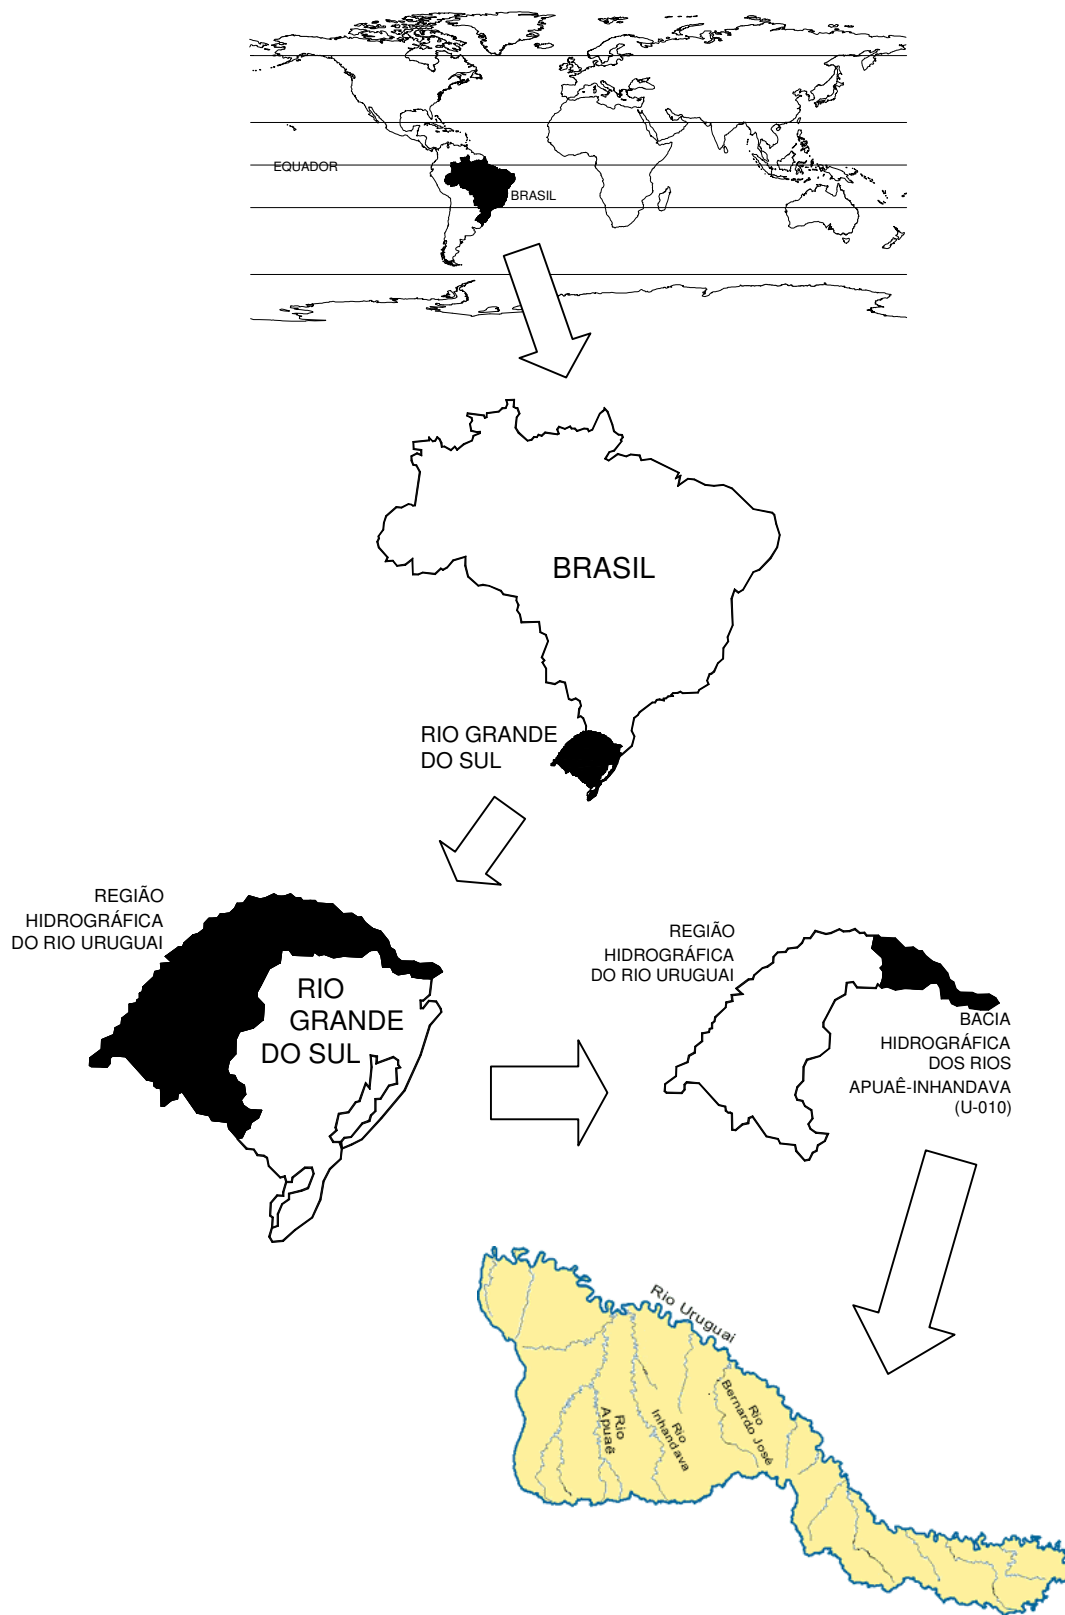 EQUADOR
BRASIL
BRASIL
RIO GRANDE
DO SUL
REGIÃO
HIDROGRÁFICA
DO RIO URUGUAI
RIO
GRANDE
DO SUL
REGIÃO
HIDROGRÁFICA
DO RIO URUGUAI
BACIA
HIDROGRÁFICA
DOS RIOS
APUAÊ-INHANDAVA
(U-010)
Rio Uruguai
Rio
Apuaê
Rio
Inhandava
Rio
Bernardo José